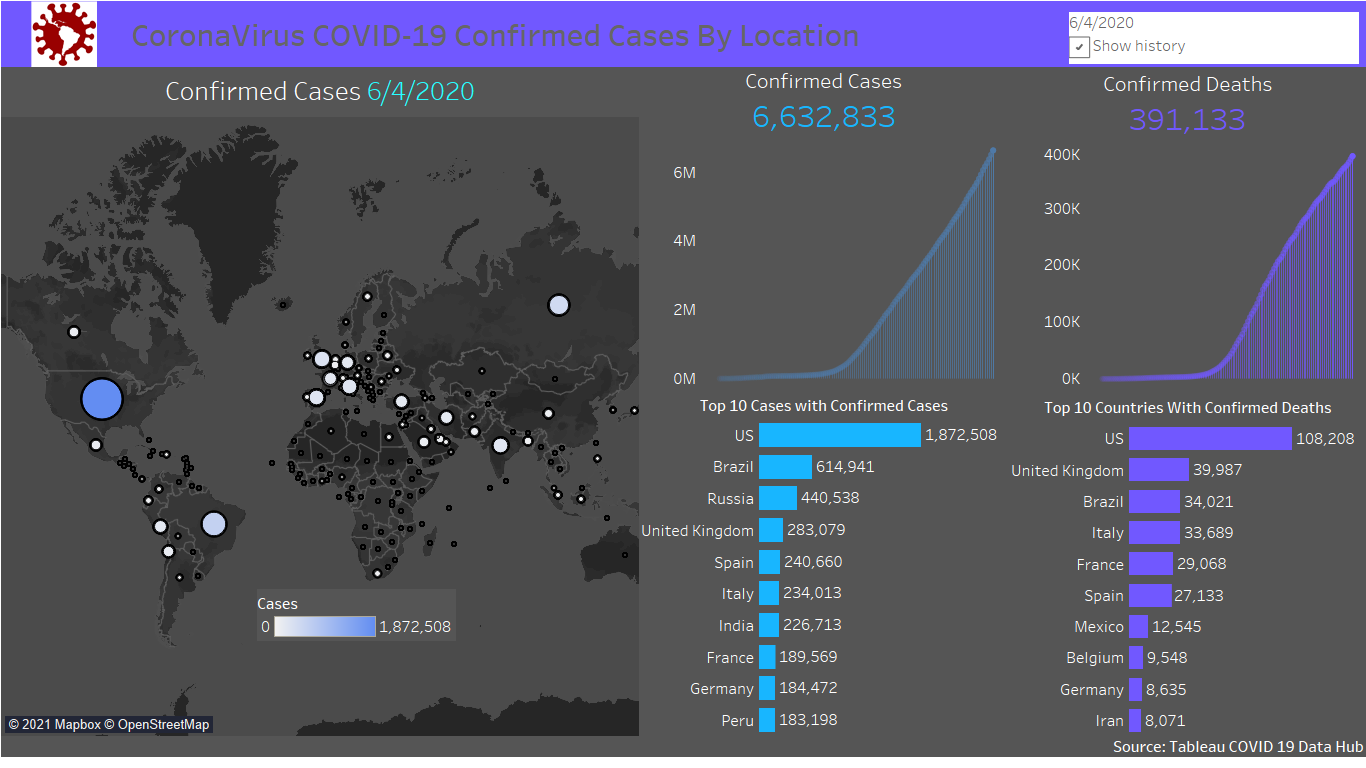 CoronaVirus COVID-19 Confirmed Cases By Location
6/4/2020
✔ Show history
Confirmed Cases 6/4/2020
Cases
0 1,872,508
© 2021 Mapbox © OpenStreetMap
Confirmed Cases
6,632,833
6M
4M
2M
0M
Top 10 Cases with Confirmed Cases
US 1,872,508
Brazil 614,941
Russia 440,538
United Kingdom 283,079
Spain 240,660
Italy 234,013
India 226,713
France 189,569
Germany 184,472
Peru 183,198
Confirmed Deaths
391,133
400K
300K
200K
100K
0K
Top 10 Countries With Confirmed Deaths
US 108,208
United Kingdom 39,987
Brazil 34,021
Italy 33,689
France 29,068
Spain 27,133
Mexico 12,545
Belgium 9,548
Germany 8,635
Iran 8,071
Source: Tableau COVID 19 Data Hub